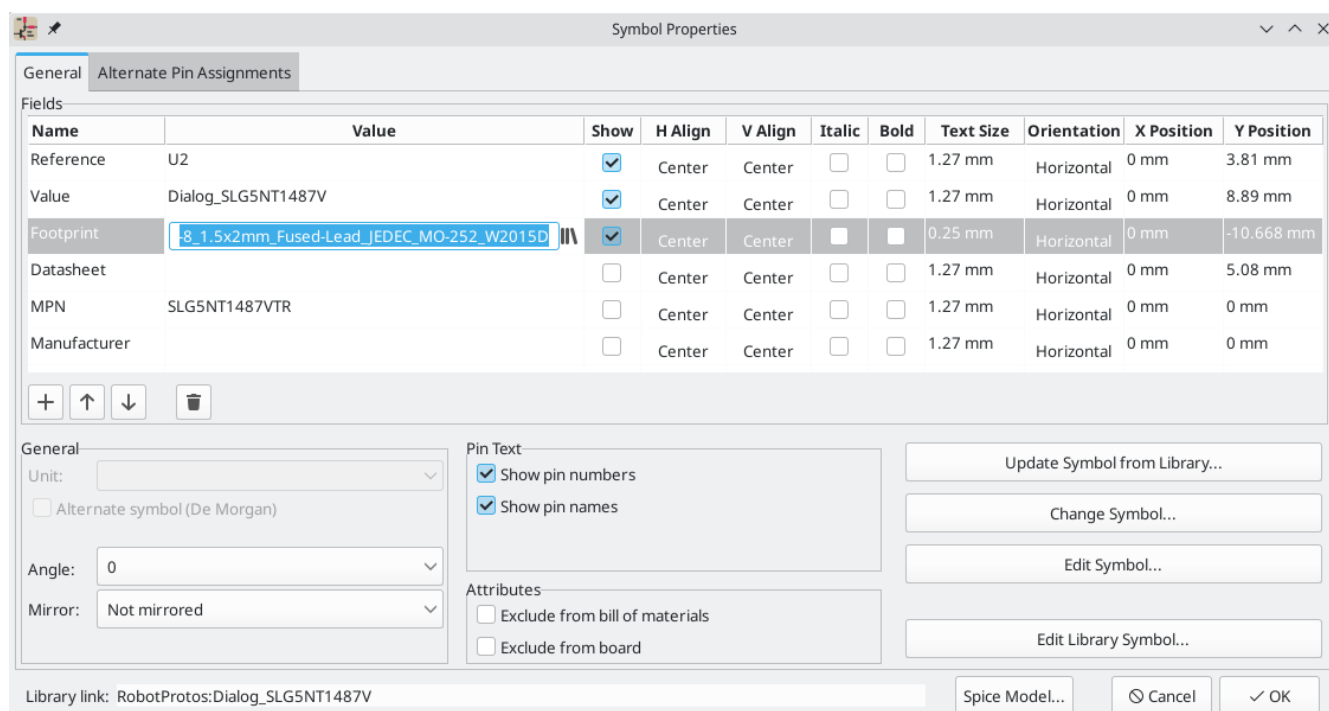 Symbol Properties
General Alternate Pin Assignments
Fields
Name Value Show H Align V Align Italic Bold Text Size Orientation X Position Y Position
Reference U2 Center Center 1.27 mm Horizontal 0 mm 3.81 mm
Value Dialog_SLG5NT1487V Center Center 1.27 mm Horizontal 0 mm 8.89 mm
Footprint -8_1.5x2mm_Fused-Lead_JEDEC_MO-252_W2015D Center Center 0.25 mm Horizontal 0 mm -10.668 mm
Datasheet Center Center 1.27 mm Horizontal 0 mm 5.08 mm
MPN SLG5NT1487VTR Center Center 1.27 mm Horizontal 0 mm 0 mm
Manufacturer Center Center 1.27 mm Horizontal 0 mm 0 mm
General
Unit:
Alternate symbol (De Morgan)
Angle: 0
Mirror: Not mirrored
Pin Text
Show pin numbers
Show pin names
Attributes
Exclude from bill of materials
Exclude from board
Update Symbol from Library...
Change Symbol...
Edit Symbol...
Edit Library Symbol...
Library link: RobotProtos:Dialog_SLG5NT1487V
Spice Model... Cancel OK